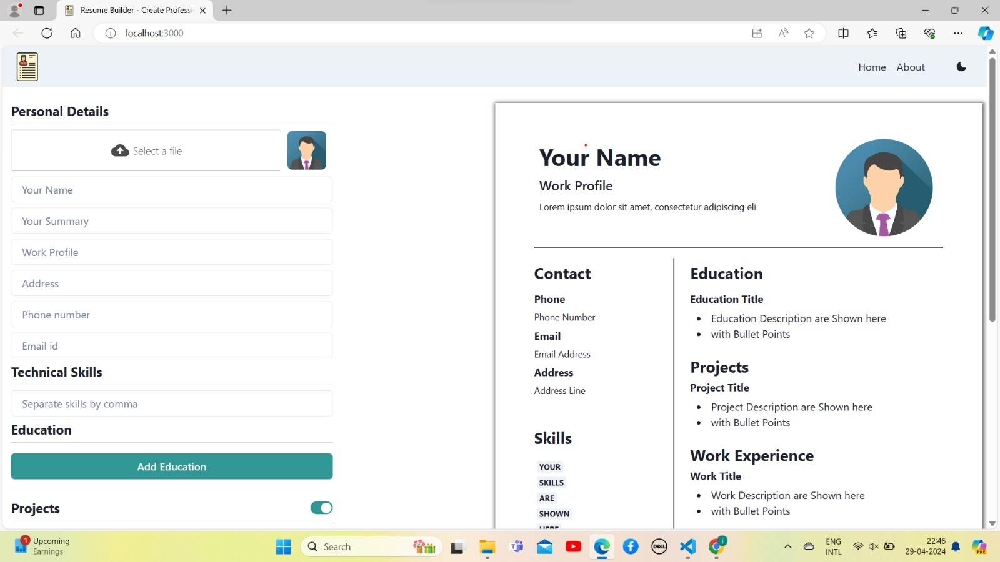 Resume Builder - Create Professi
localhost:3000
Home About
Personal Details
Select a file
Your Name
Your Summary
Work Profile
Address
Phone number
Email id
Technical Skills
Separate skills by comma
Education
Add Education
Projects
Your Name
Work Profile
Lorem ipsum dolor sit amet, consectetur adipiscing eli
Contact
Phone
Phone Number
Email
Email Address
Address
Address Line
Skills
YOUR
SKILLS
ARE
SHOWN
HERE
Education
Education Title
• Education Description are Shown here
• with Bullet Points
Projects
Project Title
• Project Description are Shown here
• with Bullet Points
Work Experience
Work Title
• Work Description are Shown here
• with Bullet Points
1
Upcoming
Earnings
Search
DELL
j
ENG
INTL
22:46
29-04-2024
PRE